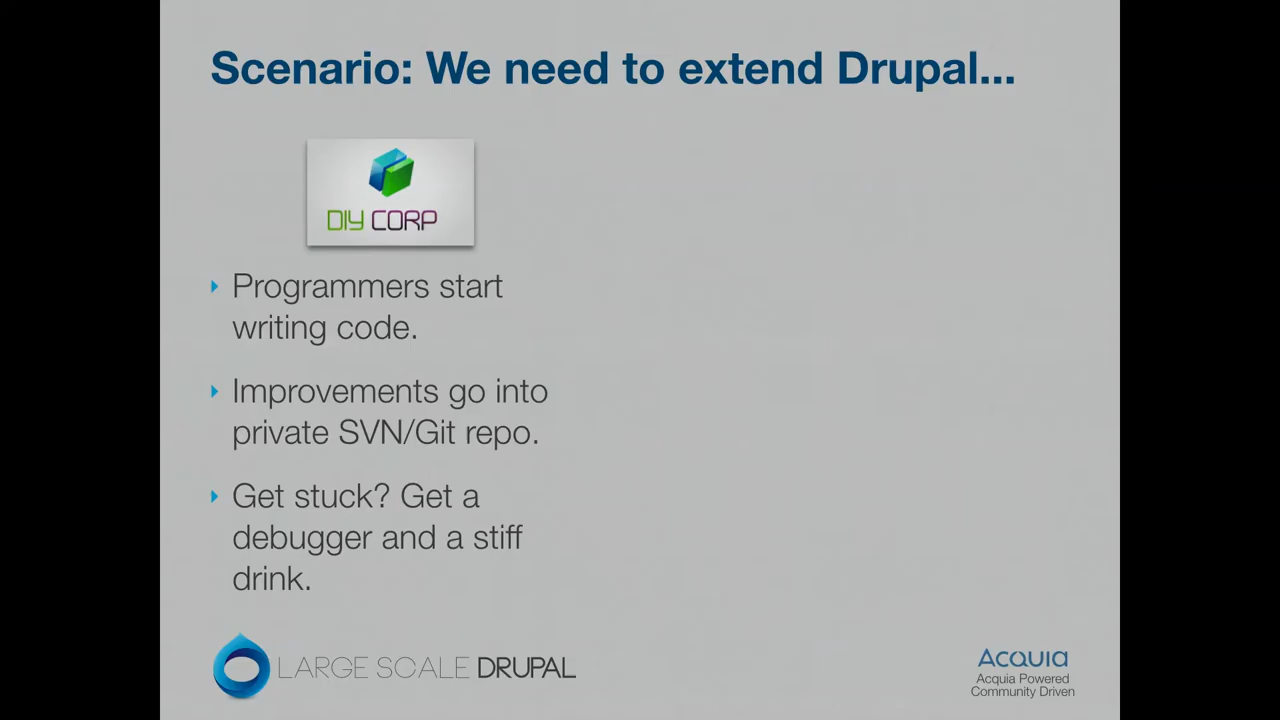 Scenario: We need to extend Drupal...
DIY CORP
Programmers start
writing code.
Improvements go into
private SVN/Git repo.
Get stuck? Get a
debugger and a stiff
drink.
LARGE SCALE DRUPAL
Acquia
Acquia Powered
Community Driven